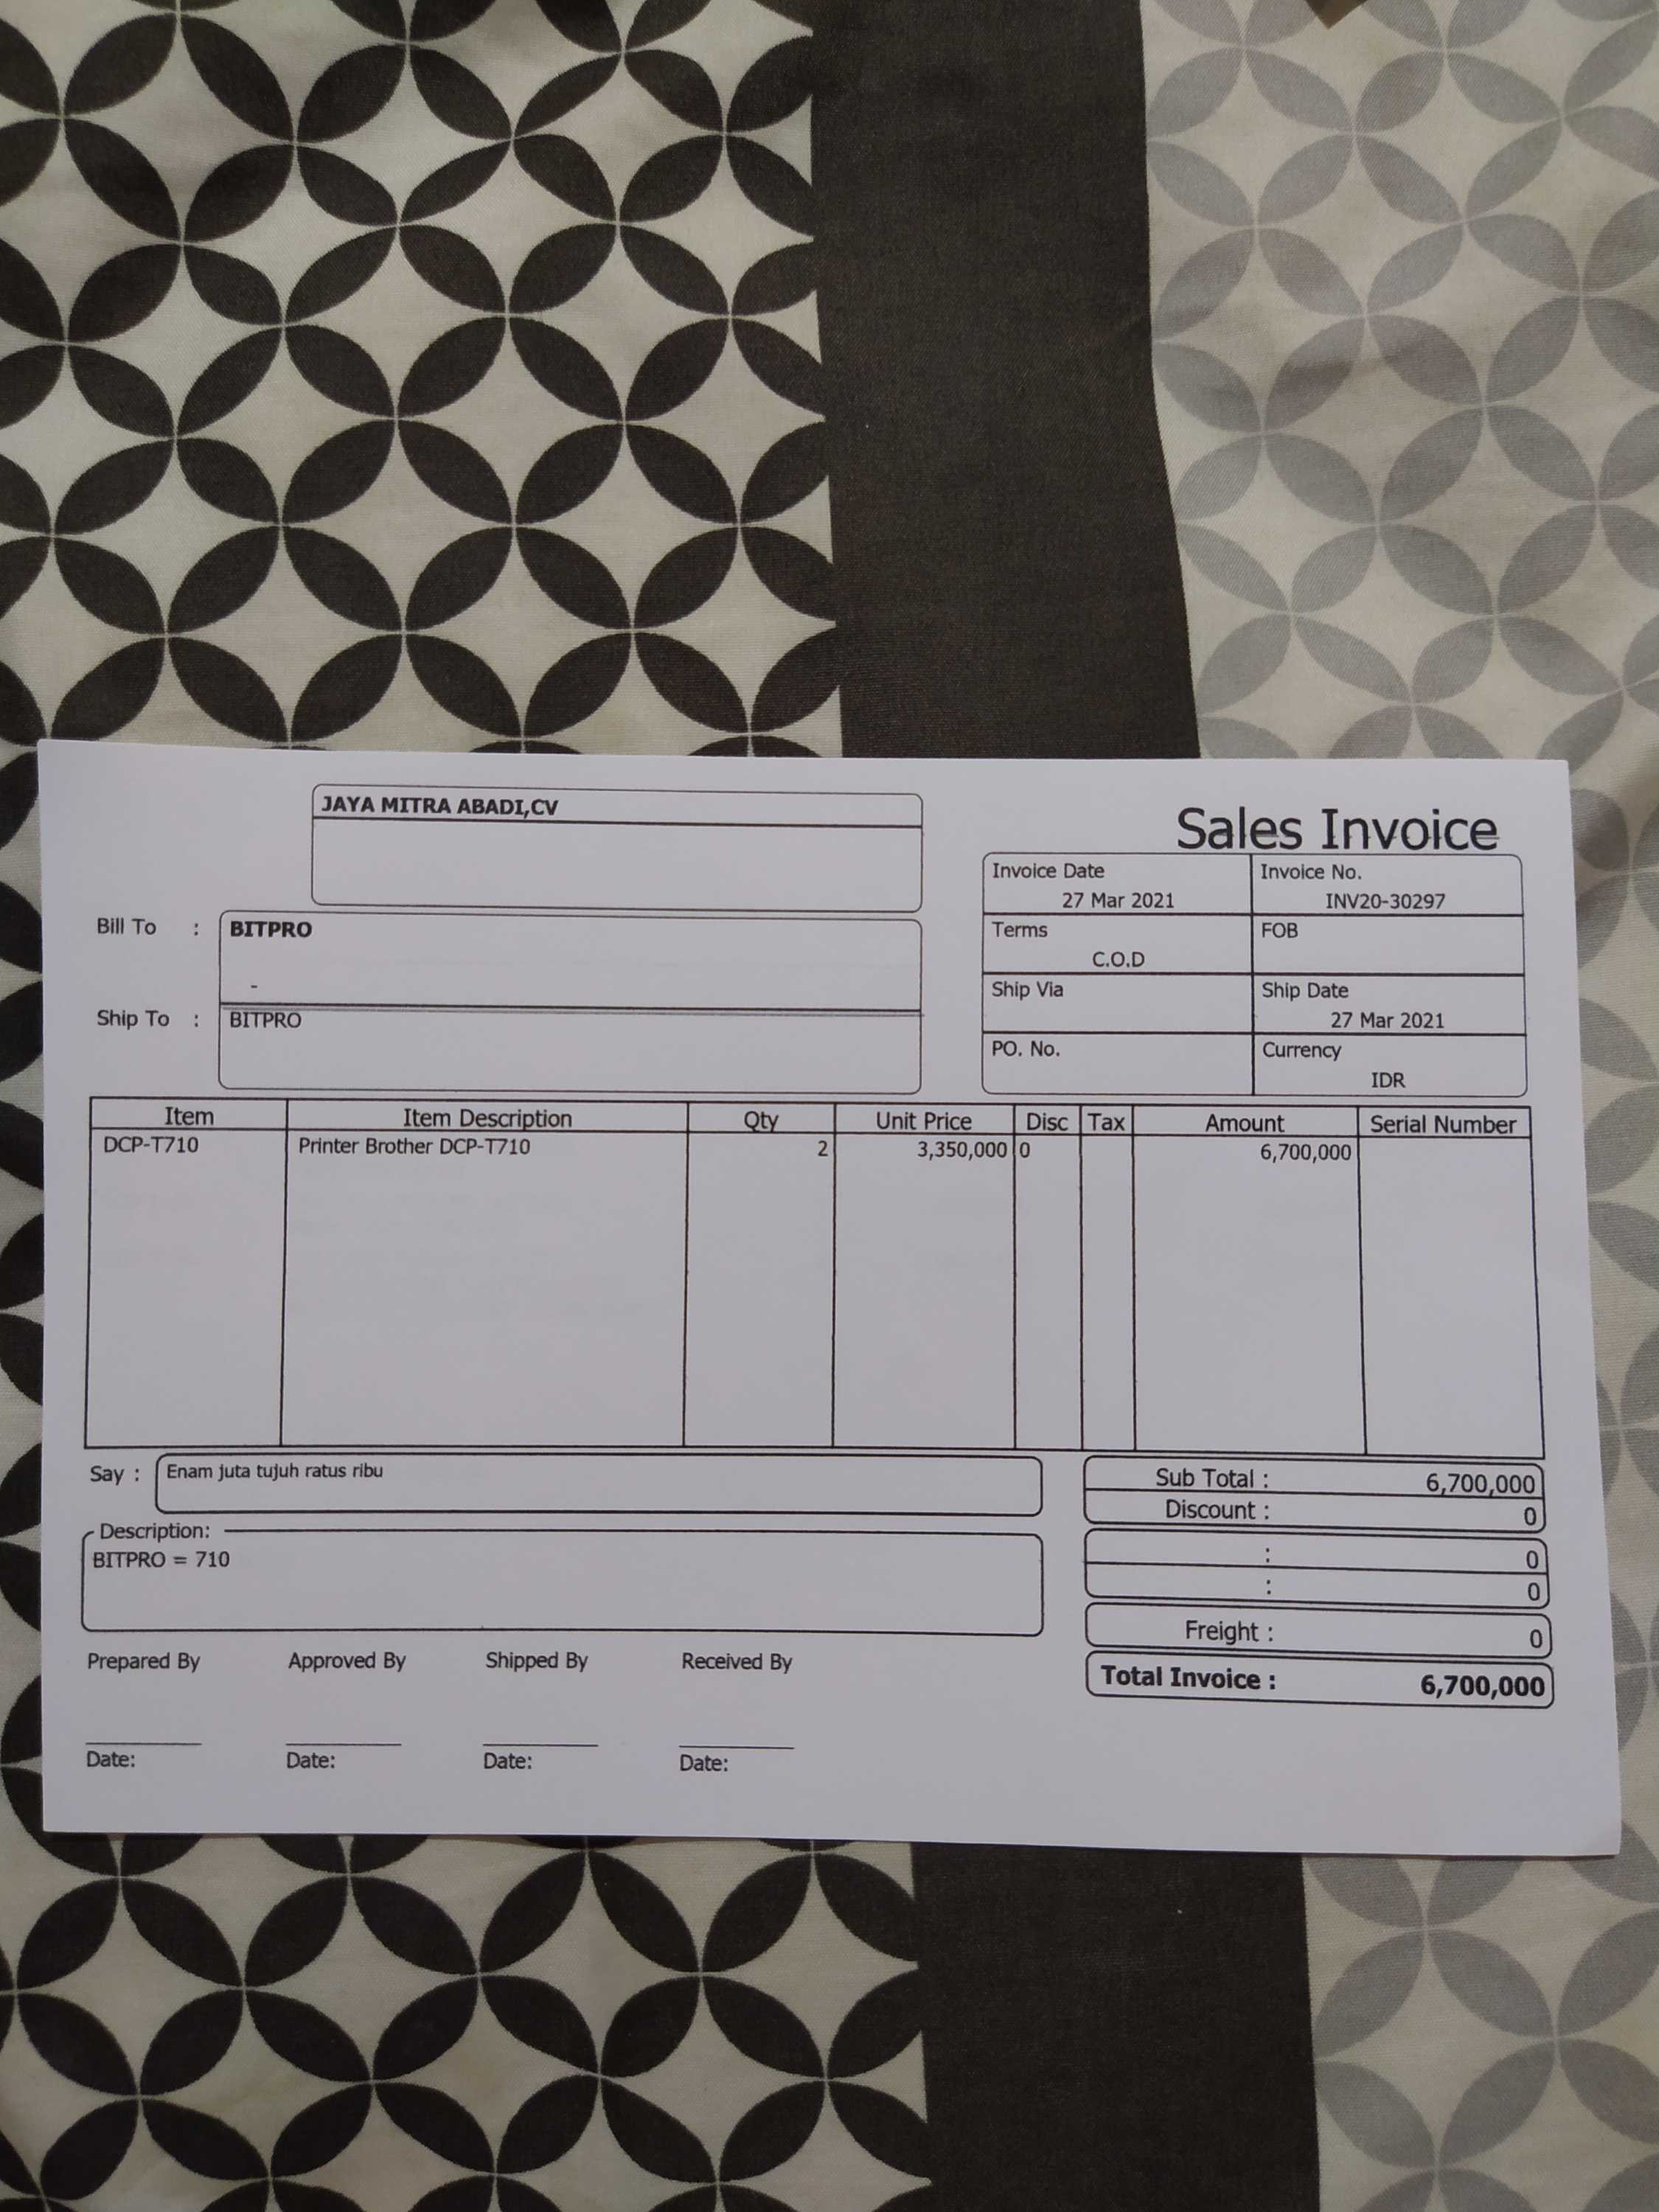 JAYA MITRA ABADI,CV
Sales Invoice
Invoice Date
27 Mar 2021
Invoice No.
INV20-30297
Terms
C.O.D
FOB
Ship Via
Ship Date
27 Mar 2021
PO. No.
Currency
IDR
Bill To : BITPRO
-
Ship To : BITPRO
Item Item Description Qty Unit Price Disc Tax Amount Serial Number
DCP-T710 Printer Brother DCP-T710 2 3,350,000 0 6,700,000
Say : Enam juta tujuh ratus ribu
Description:
BITPRO = 710
Sub Total : 6,700,000
Discount : 0
: 0
: 0
Freight : 0
Total Invoice : 6,700,000
Prepared By Approved By Shipped By Received By
Date: Date: Date: Date: